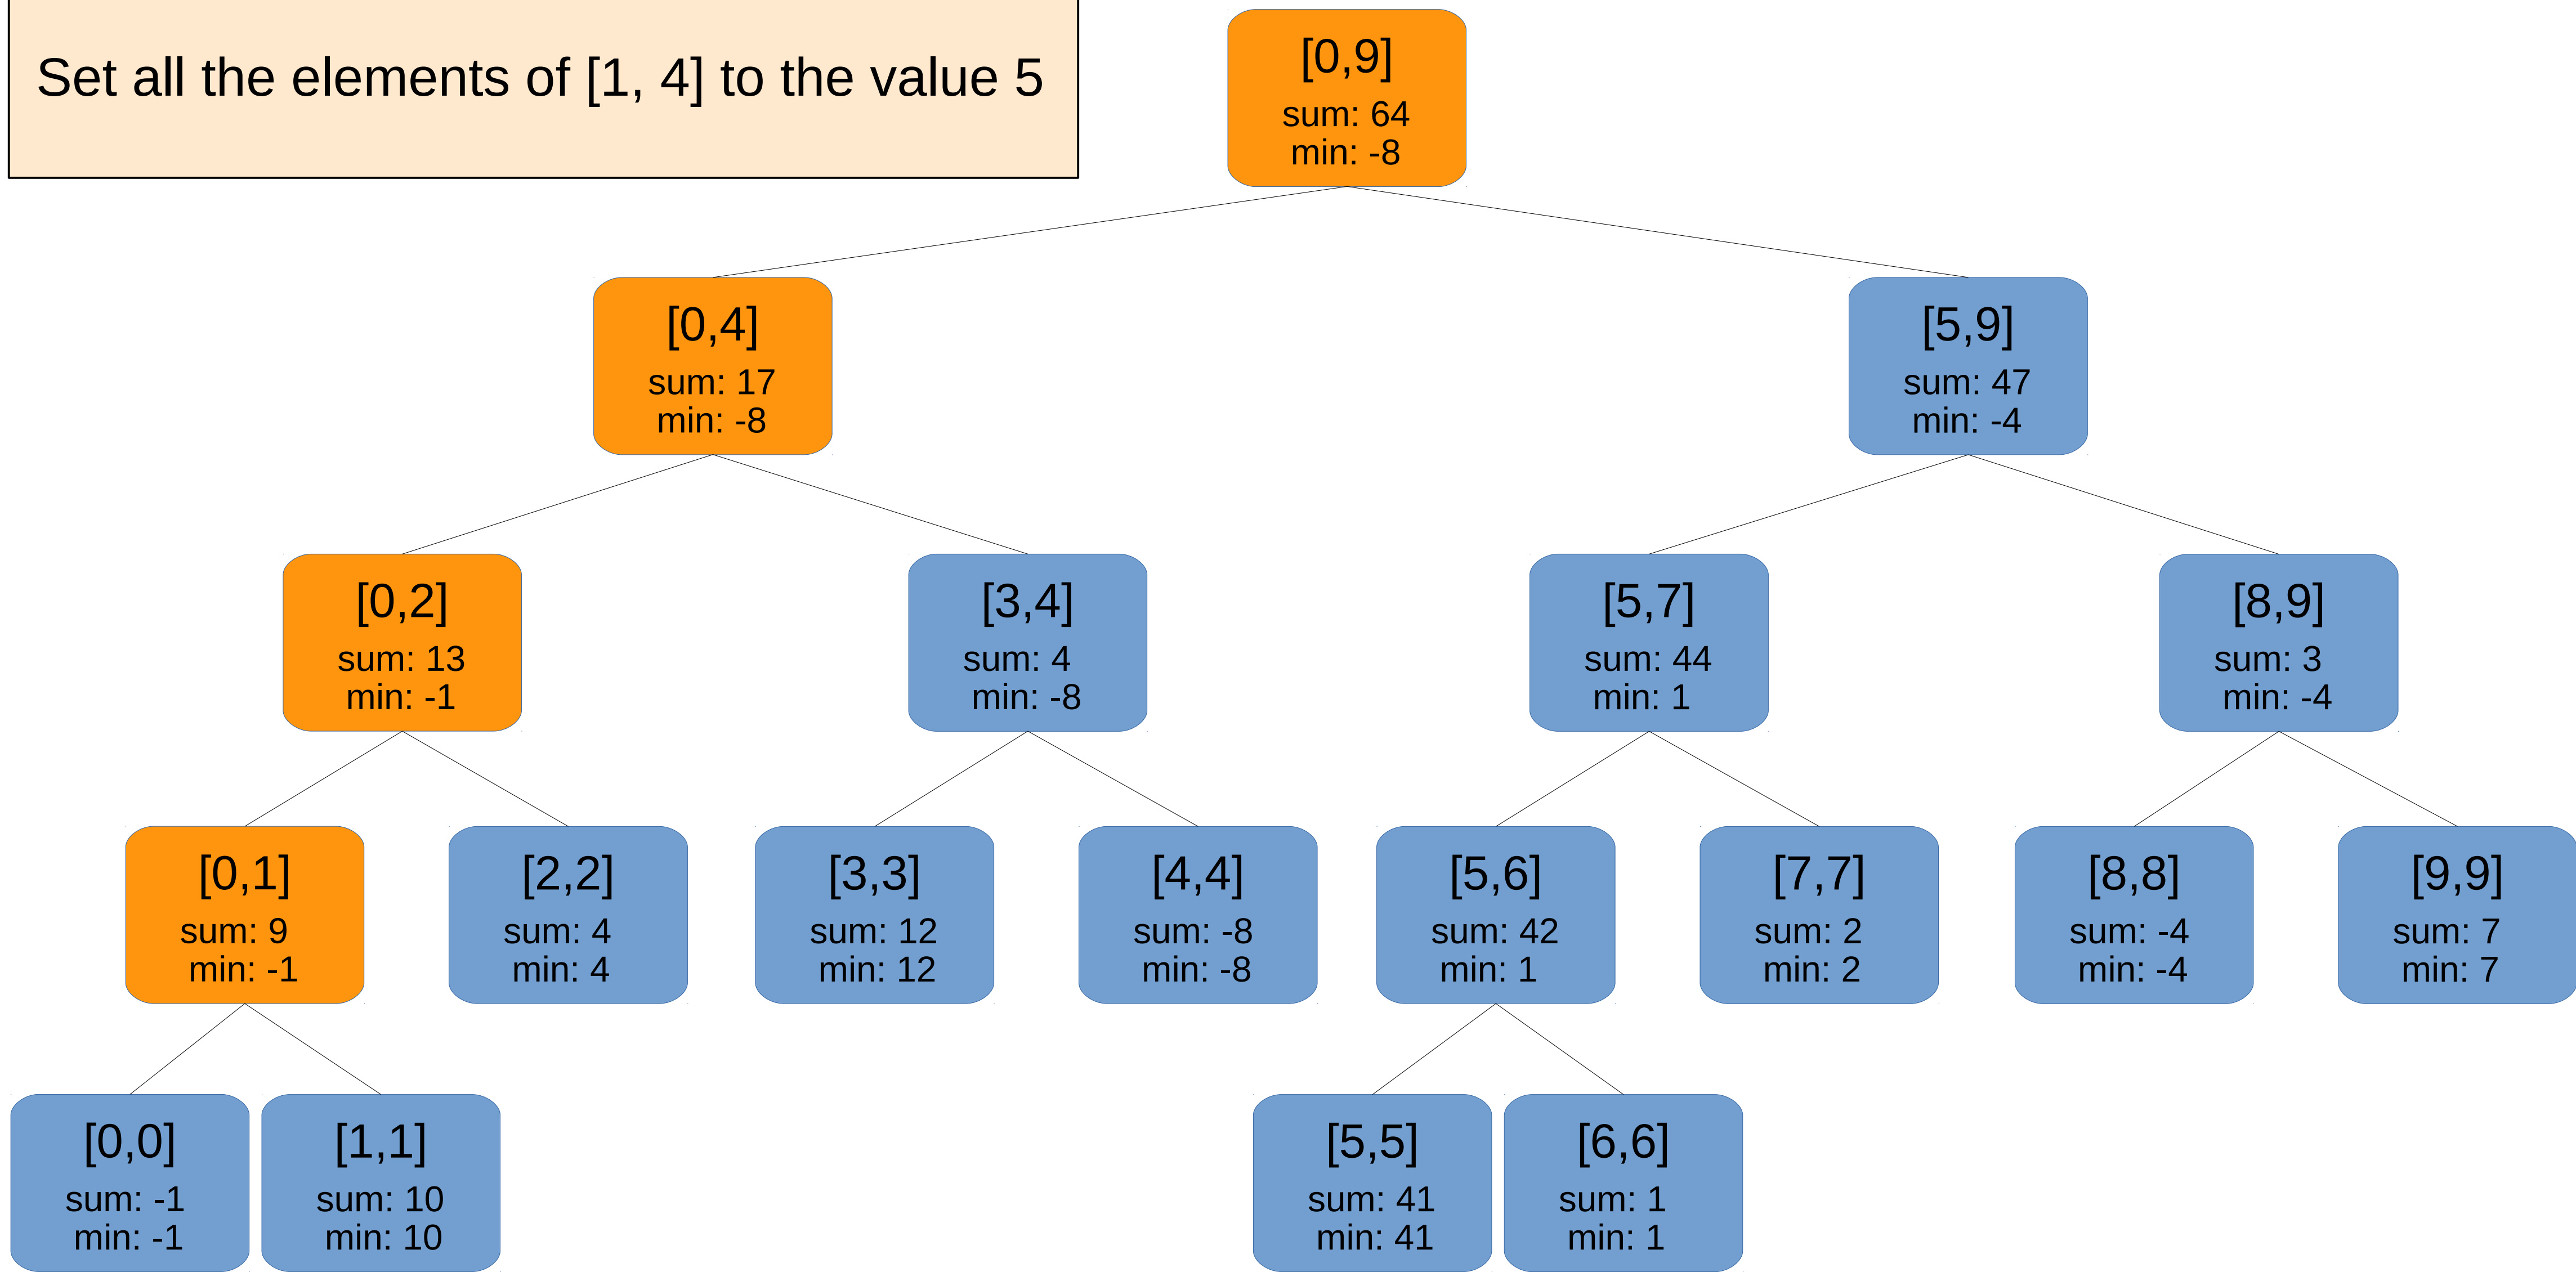 Set all the elements of [1, 4] to the value 5
[0,9]
sum: 64
min: -8
[0,4]
sum: 17
min: -8
[5,9]
sum: 47
min: -4
[0,2]
sum: 13
min: -1
[3,4]
sum: 4
min: -8
[5,7]
sum: 44
min: 1
[8,9]
sum: 3
min: -4
[0,1]
sum: 9
min: -1
[2,2]
sum: 4
min: 4
[3,3]
sum: 12
min: 12
[4,4]
sum: -8
min: -8
[5,6]
sum: 42
min: 1
[7,7]
sum: 2
min: 2
[8,8]
sum: -4
min: -4
[9,9]
sum: 7
min: 7
[0,0]
sum: -1
min: -1
[1,1]
sum: 10
min: 10
[5,5]
sum: 41
min: 41
[6,6]
sum: 1
min: 1